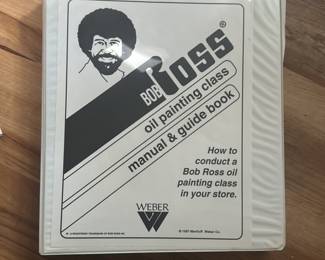 BOB ROSS®
oil painting class
manual & guide book
How to
conduct a
Bob Ross oil
painting class
in your store.
WEBER
W